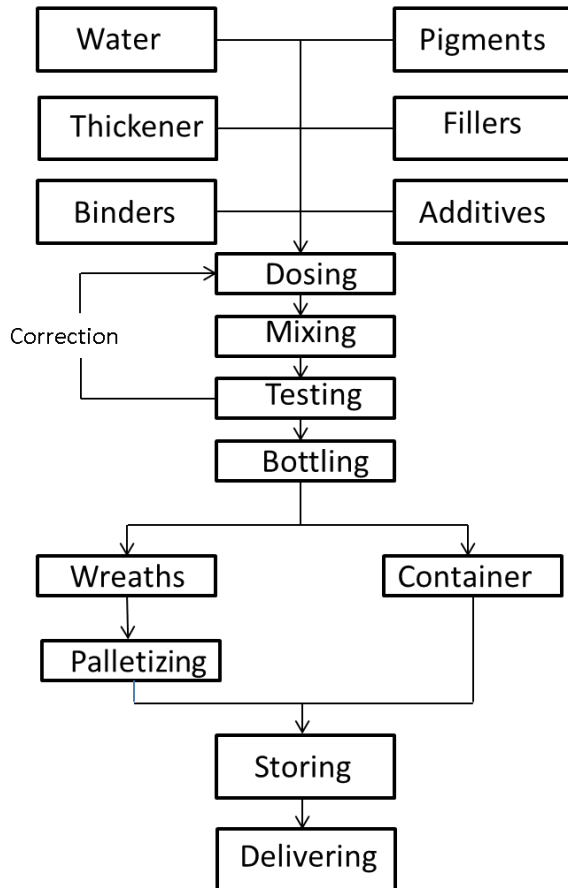 Water
Pigments
Thickener
Fillers
Binders
Additives
Dosing
Mixing
Correction
Testing
Bottling
Wreaths
Container
Palletizing
Storing
Delivering